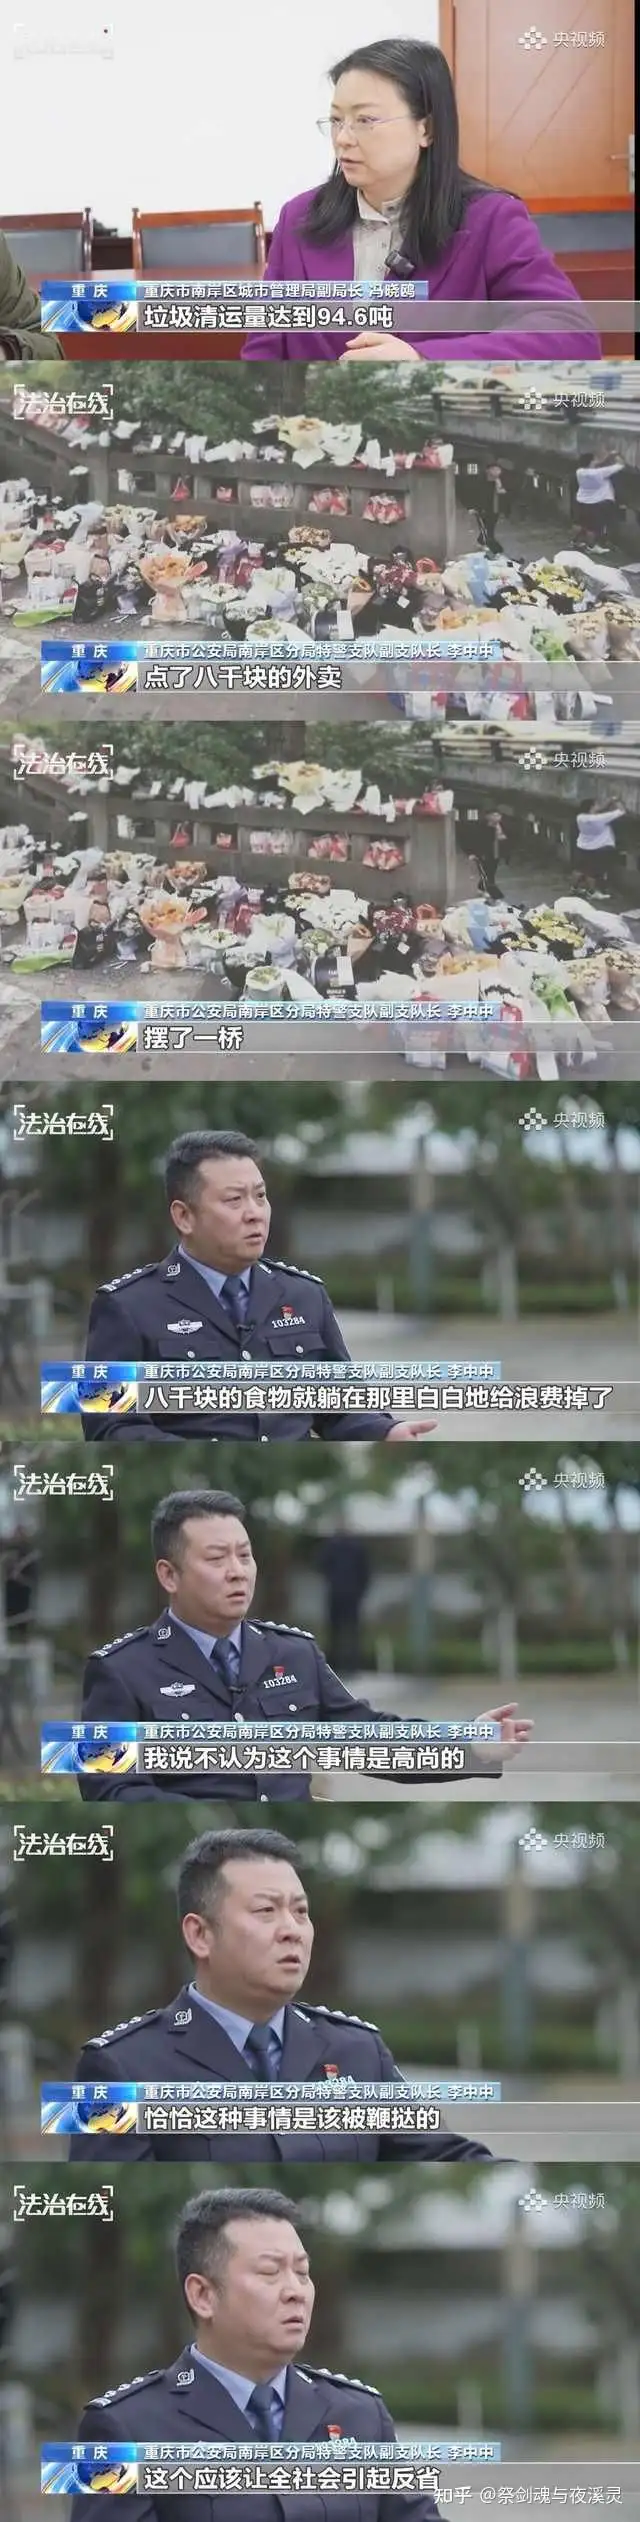 央视频
重庆
重庆市南岸区城市管理局副局长 冯晓鸥
垃圾清运量达到94.6吨
法治在线
央视频
重庆
重庆市公安局南岸区分局特警支队副支队长 李中中
点了八千块的外卖
法治在线
央视频
重庆
重庆市公安局南岸区分局特警支队副支队长 李中中
摆了一桥
法治在线
央视频
103284
重庆
重庆市公安局南岸区分局特警支队副支队长 李中中
八千块的食物就躺在那里白白地给浪费掉了
法治在线
央视频
103284
重庆
重庆市公安局南岸区分局特警支队副支队长 李中中
我说不认为这个事情是高尚的
法治在线
央视频
重庆
重庆市公安局南岸区分局特警支队副支队长 李中中
恰恰这种事情是该被鞭挞的
法治在线
央视频
重庆
重庆市公安局南岸区分局特警支队副支队长 李中中
这个应该让全社会引起反省
知乎 @祭剑魂与夜溪灵